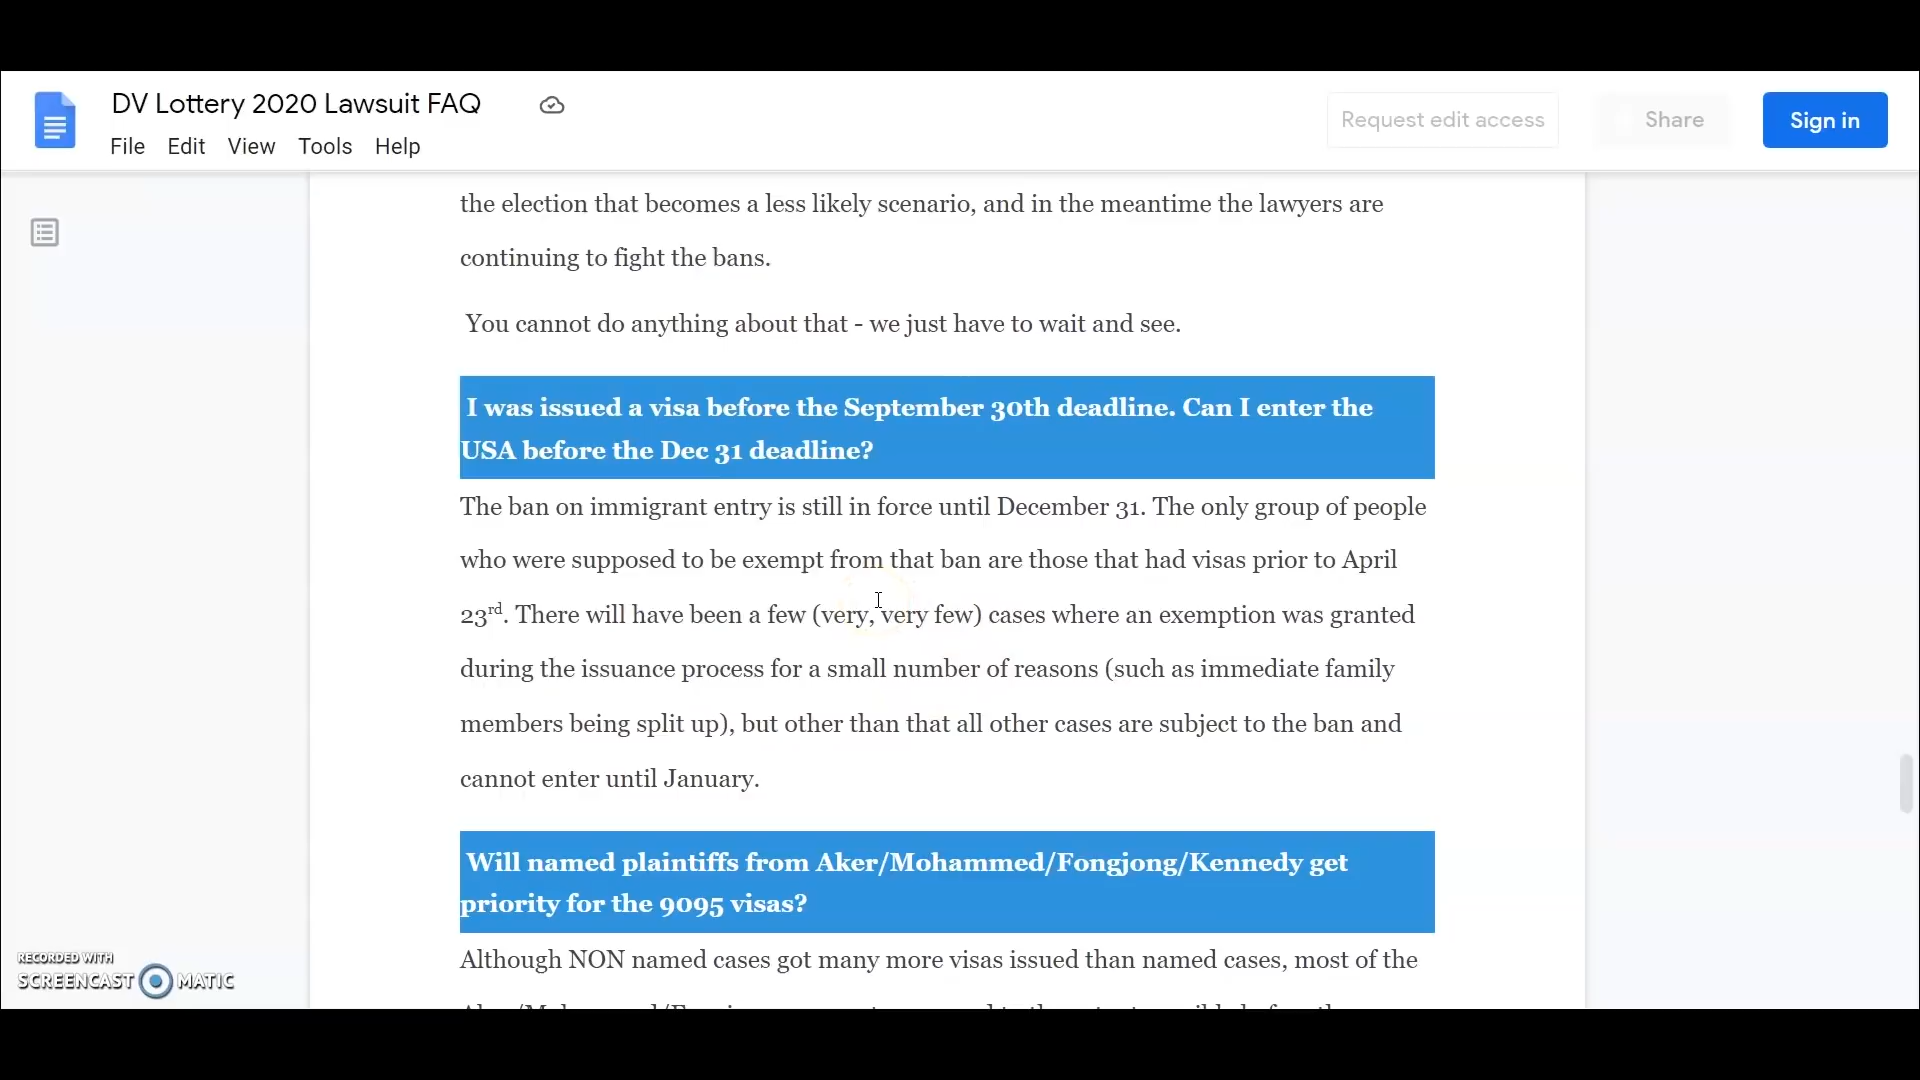 DV Lottery 2020 Lawsuit FAQ
File Edit View Tools Help
Request edit access
Share
Sign in
the election that becomes a less likely scenario, and in the meantime the lawyers are
continuing to fight the bans.
You cannot do anything about that - we just have to wait and see.
I was issued a visa before the September 30th deadline. Can I enter the
USA before the Dec 31 deadline?
The ban on immigrant entry is still in force until December 31. The only group of people
who were supposed to be exempt from that ban are those that had visas prior to April
23rd. There will have been a few (very, very few) cases where an exemption was granted
during the issuance process for a small number of reasons (such as immediate family
members being split up), but other than that all other cases are subject to the ban and
cannot enter until January.
Will named plaintiffs from Aker/Mohammed/Fongjong/Kennedy get
priority for the 9095 visas?
Although NON named cases got many more visas issued than named cases, most of the
RECORDED WITH
SCREENCAST MATIC